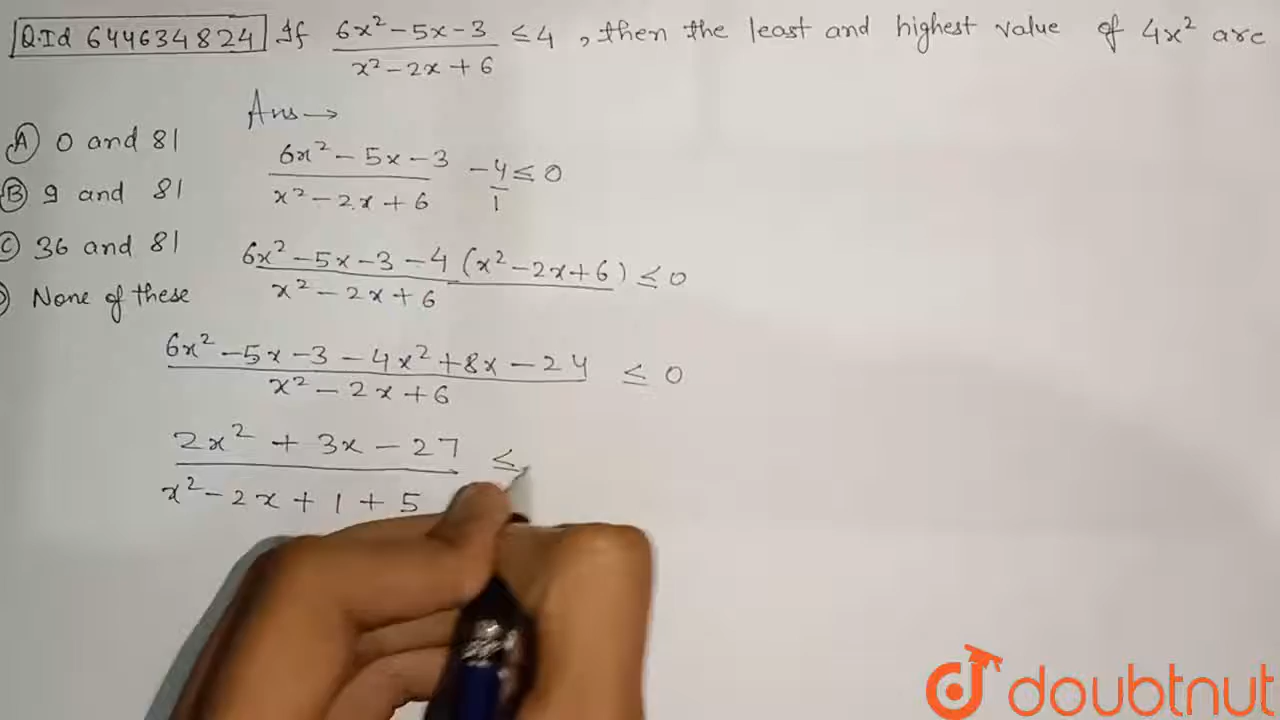 Q.Id 644634824 If (6x² - 5x - 3)/(x² - 2x + 6) ≤ 4, then the least and highest value of 4x² are
Ans →
(A) 0 and 81
(B) 9 and 81
(C) 36 and 81
) None of these
(6x² - 5x - 3)/(x² - 2x + 6) - 4/1 ≤ 0
(6x² - 5x - 3 - 4(x² - 2x + 6))/(x² - 2x + 6) ≤ 0
(6x² - 5x - 3 - 4x² + 8x - 24)/(x² - 2x + 6) ≤ 0
(2x² + 3x - 27)/(x² - 2x + 1 + 5) ≤
doubtnut